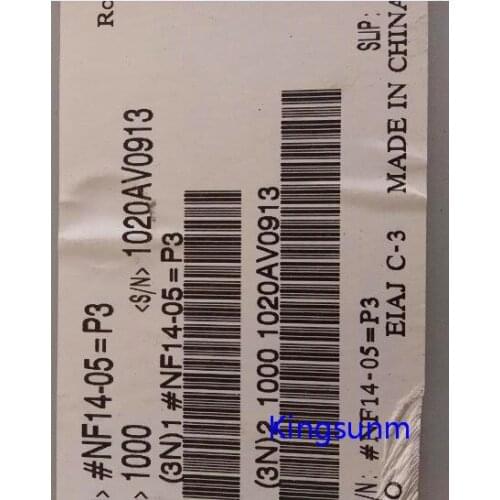 Ro
> #NF14-05=P3
> 1000 <S/N> 1020AV0913
(3N)1 #NF14-05=P3
(3N)2 1000 1020AV0913
Kingsunm
/N: #NF14-05=P3 SLIP:
O EIAJ C-3 MADE IN CHINA